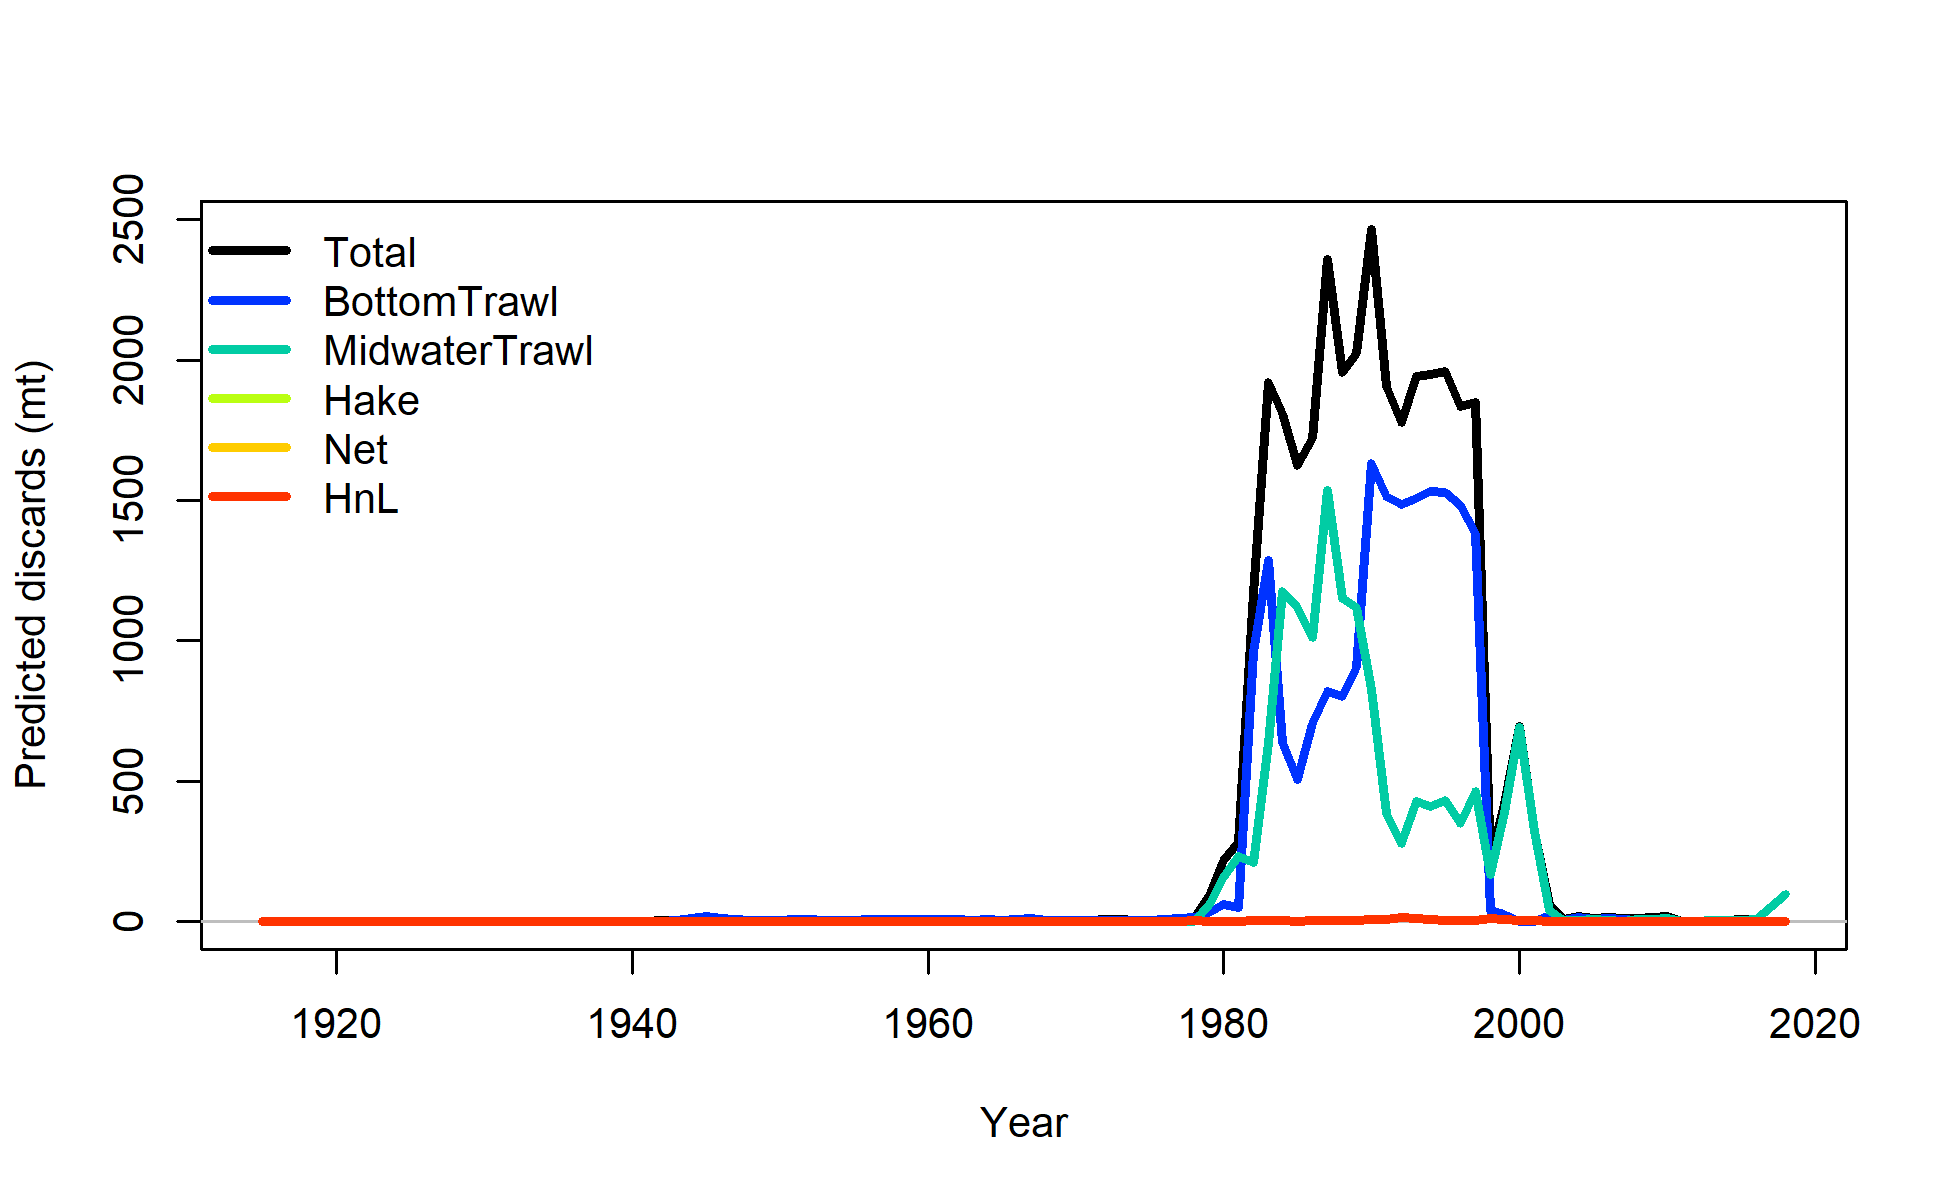 Predicted discards (mt)
2500
2000
1500
1000
500
0
Total
BottomTrawl
MidwaterTrawl
Hake
Net
HnL
1920 1940 1960 1980 2000 2020
Year